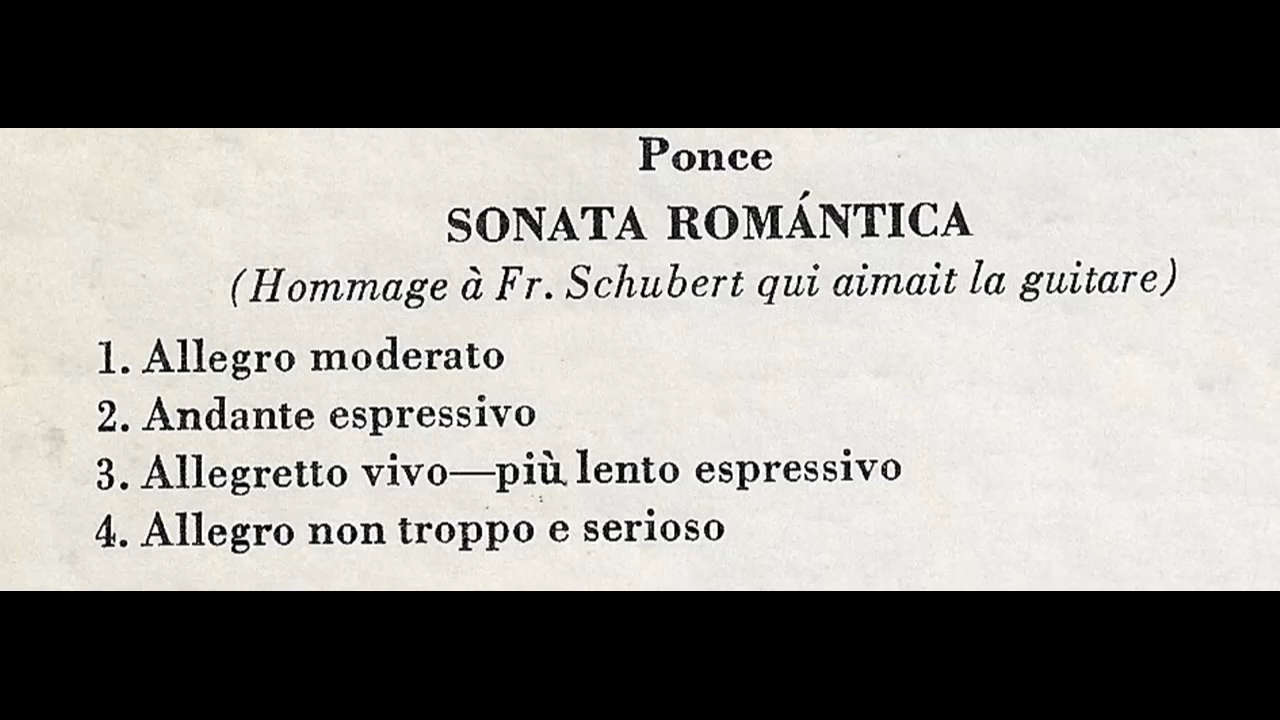 Ponce
SONATA ROMÁNTICA
(Hommage à Fr. Schubert qui aimait la guitare)
1. Allegro moderato
2. Andante espressivo
3. Allegretto vivo—più lento espressivo
4. Allegro non troppo e serioso